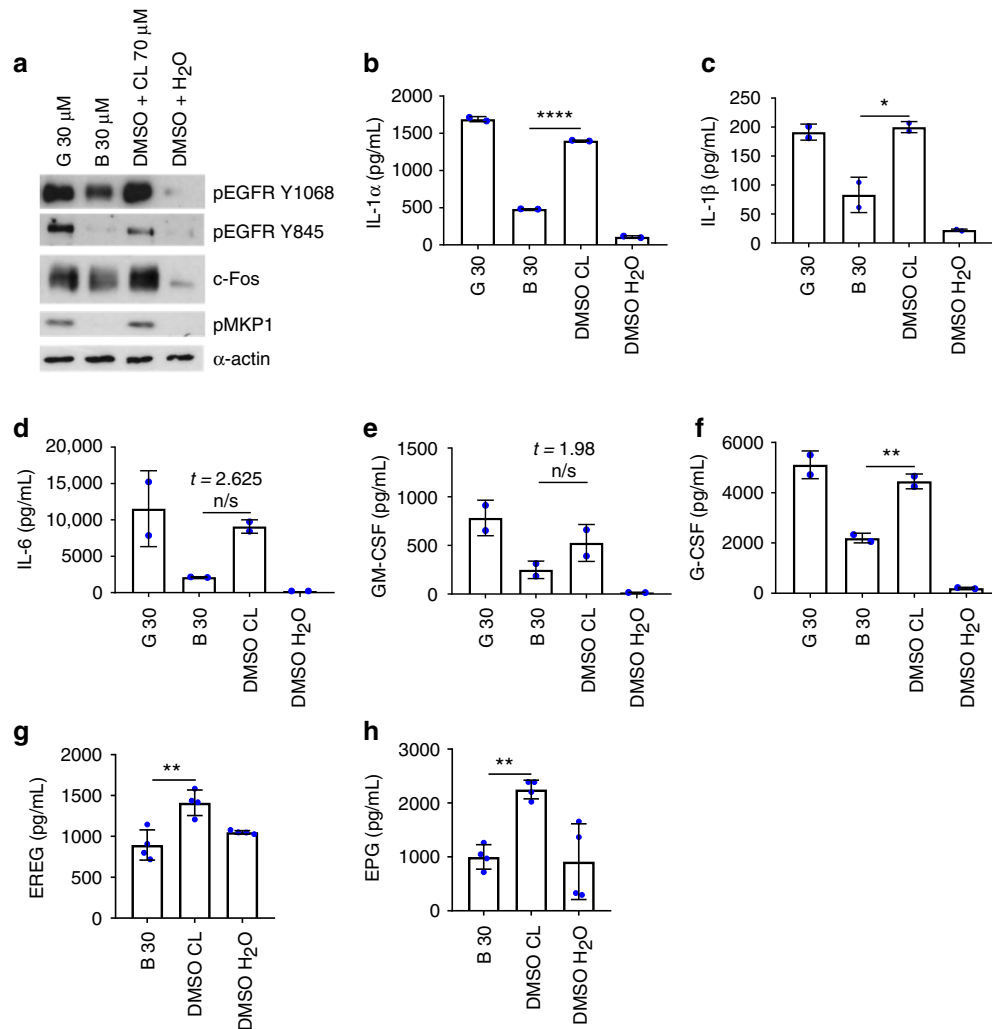 a
G 30 μM
B 30 μM
DMSO + CL 70 μM
DMSO + H2O
pEGFR Y1068
pEGFR Y845
c-Fos
pMKP1
α-actin
b
IL-1α (pg/mL)
2000
1500
1000
500
0
****
G 30
B 30
DMSO CL
DMSO H2O
c
IL-1β (pg/mL)
250
200
150
100
50
0
*
G 30
B 30
DMSO CL
DMSO H2O
d
IL-6 (pg/mL)
20,000
15,000
10,000
5000
0
t = 2.625
n/s
G 30
B 30
DMSO CL
DMSO H2O
e
GM-CSF (pg/mL)
1500
1000
500
0
t = 1.98
n/s
G 30
B 30
DMSO CL
DMSO H2O
f
G-CSF (pg/mL)
6000
4000
2000
0
**
G 30
B 30
DMSO CL
DMSO H2O
g
EREG (pg/mL)
2000
1500
1000
500
0
**
B 30
DMSO CL
DMSO H2O
h
EPG (pg/mL)
3000
2000
1000
0
**
B 30
DMSO CL
DMSO H2O